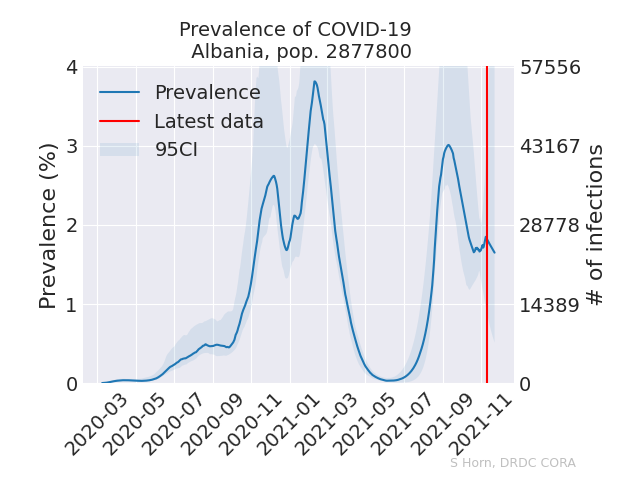 Prevalence of COVID-19
Albania, pop. 2877800
Prevalence
Latest data
95CI
Prevalence (%)
4
3
2
1
0
57556
43167
28778
14389
0
# of infections
2020-03
2020-05
2020-07
2020-09
2020-11
2021-01
2021-03
2021-05
2021-07
2021-09
2021-11
S Horn, DRDC CORA